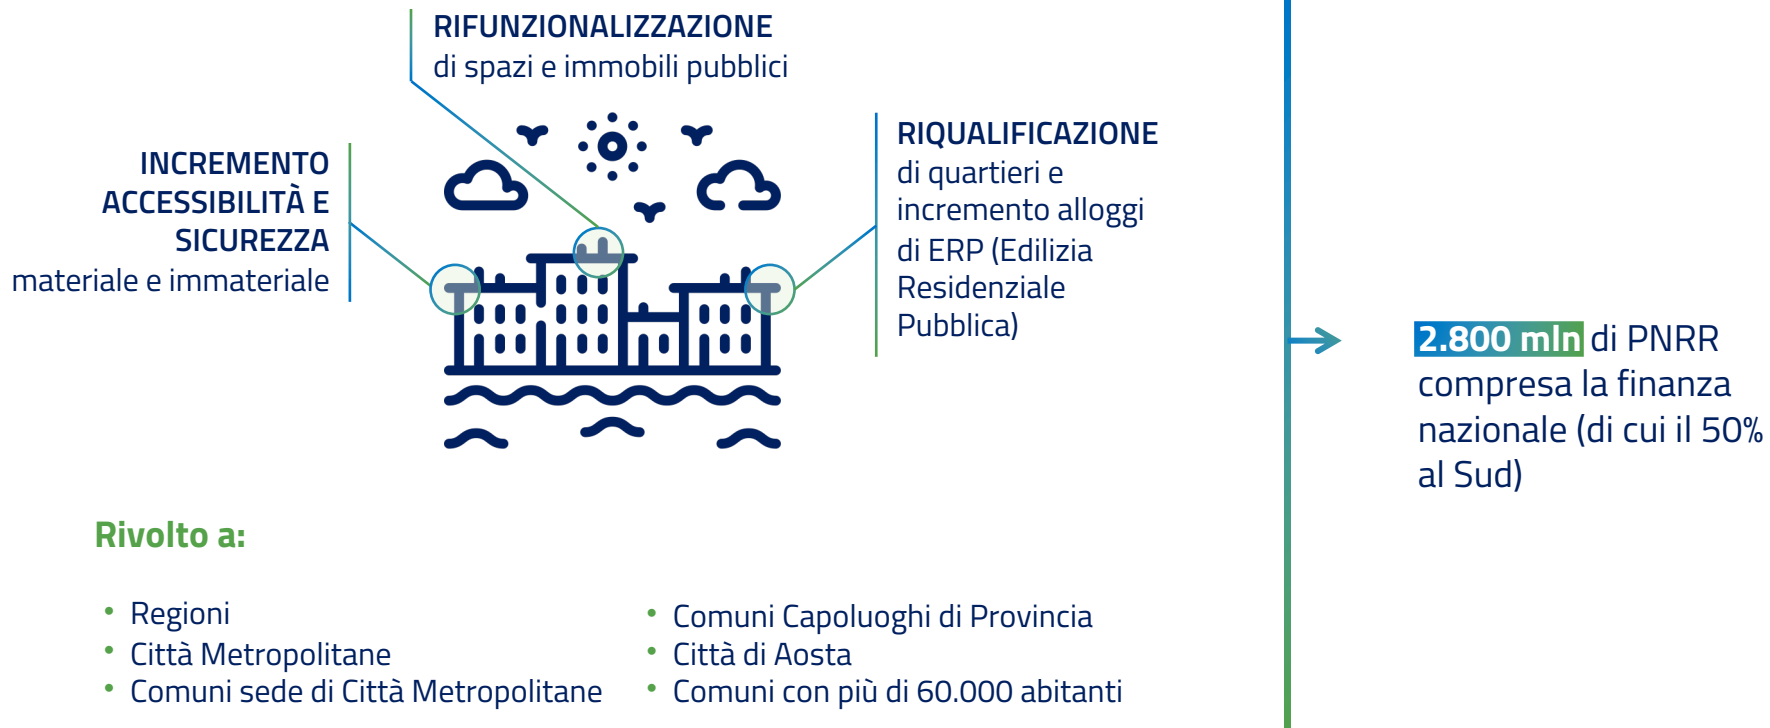 RIFUNZIONALIZZAZIONE
di spazi e immobili pubblici
INCREMENTO
ACCESSIBILITÀ E
SICUREZZA
materiale e immateriale
RIQUALIFICAZIONE
di quartieri e
incremento alloggi
di ERP (Edilizia
Residenziale
Pubblica)
2.800 mln di PNRR
compresa la finanza
nazionale (di cui il 50%
al Sud)
Rivolto a:
• Regioni
• Città Metropolitane
• Comuni sede di Città Metropolitane
• Comuni Capoluoghi di Provincia
• Città di Aosta
• Comuni con più di 60.000 abitanti